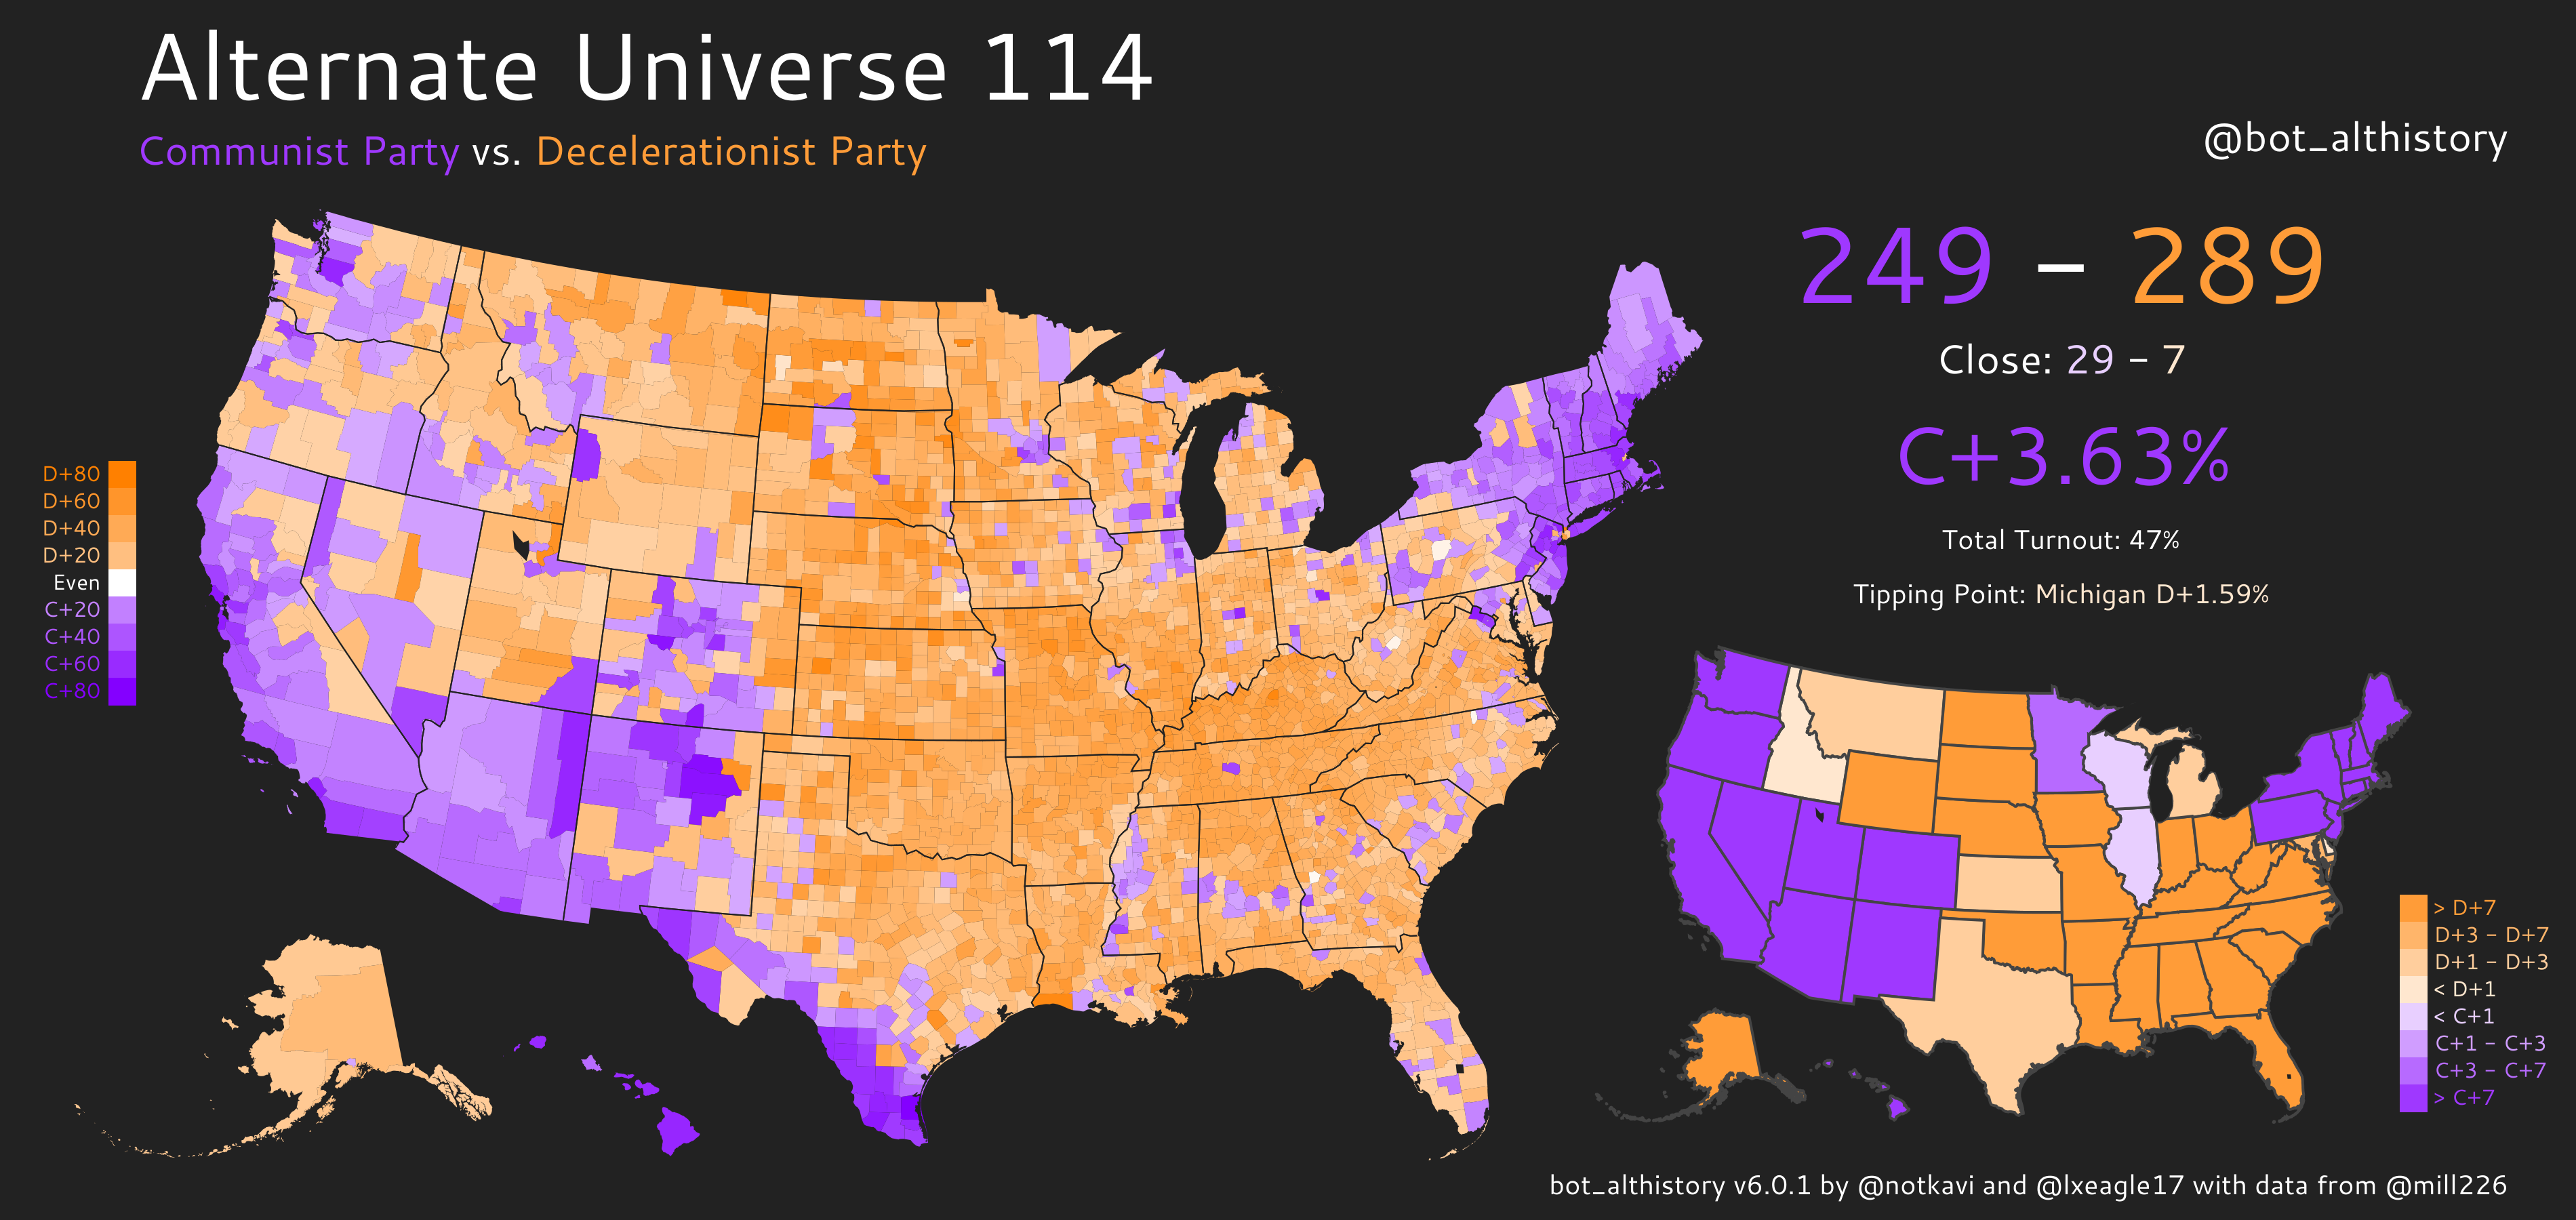 Alternate Universe 114
Communist Party vs. Decelerationist Party
@bot_althistory
249 – 289
Close: 29 – 7
C+3.63%
Total Turnout: 47%
Tipping Point: Michigan D+1.59%
D+80
D+60
D+40
D+20
Even
C+20
C+40
C+60
C+80
> D+7
D+3 – D+7
D+1 – D+3
< D+1
< C+1
C+1 – C+3
C+3 – C+7
> C+7
bot_althistory v6.0.1 by @notkavi and @lxeagle17 with data from @mill226